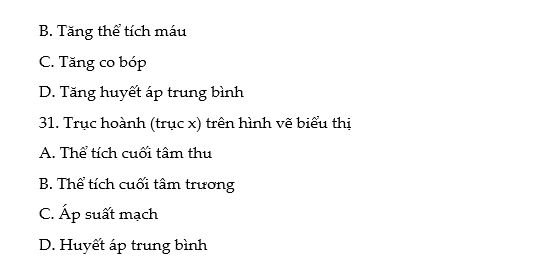 B. Tăng thể tích máu
C. Tăng co bóp
D. Tăng huyết áp trung bình
31. Trục hoành (trục x) trên hình vẽ biểu thị
A. Thể tích cuối tâm thu
B. Thể tích cuối tâm trương
C. Áp suất mạch
D. Huyết áp trung bình